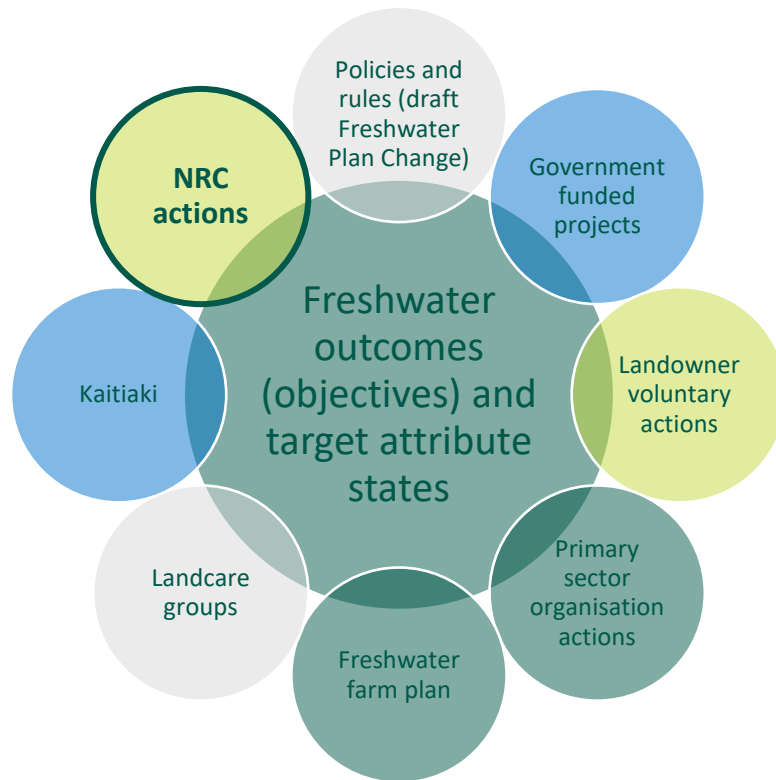 Policies and
rules (draft
Freshwater
Plan Change)
Government
funded
projects
Landowner
voluntary
actions
Primary
sector
organisation
actions
Freshwater
farm plan
Landcare
groups
Kaitiaki
NRC
actions
Freshwater
outcomes
(objectives) and
target attribute
states